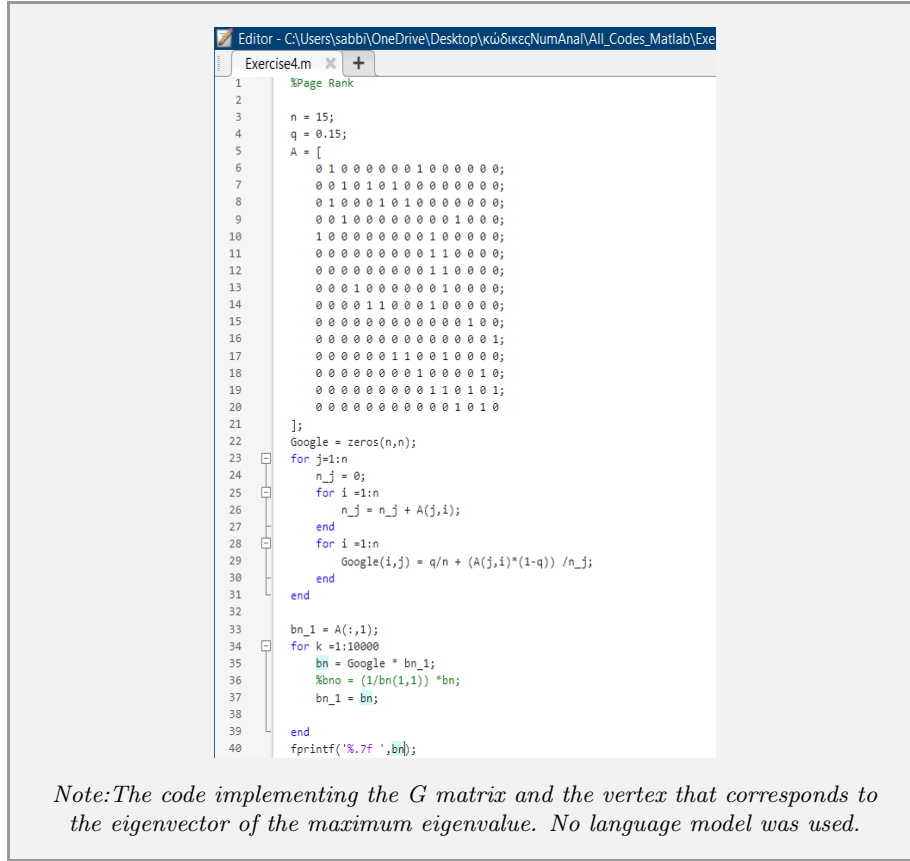 Editor - C:\Users\sabbi\OneDrive\Desktop\κώδικεςNumAnal\All_Codes_Matlab\Exe
Exercise4.m × +
1 %Page Rank
2
3 n = 15;
4 q = 0.15;
5 A = [
6 0 1 0 0 0 0 0 0 1 0 0 0 0 0 0;
7 0 0 1 0 1 0 1 0 0 0 0 0 0 0 0;
8 0 1 0 0 0 1 0 1 0 0 0 0 0 0 0;
9 0 0 1 0 0 0 0 0 0 0 0 1 0 0 0;
10 1 0 0 0 0 0 0 0 0 1 0 0 0 0 0;
11 0 0 0 0 0 0 0 0 0 1 1 0 0 0 0;
12 0 0 0 0 0 0 0 0 0 1 1 0 0 0 0;
13 0 0 0 1 0 0 0 0 0 0 1 0 0 0 0;
14 0 0 0 0 1 1 0 0 0 1 0 0 0 0 0;
15 0 0 0 0 0 0 0 0 0 0 0 0 1 0 0;
16 0 0 0 0 0 0 0 0 0 0 0 0 0 0 1;
17 0 0 0 0 0 0 1 1 0 0 1 0 0 0 0;
18 0 0 0 0 0 0 0 0 1 0 0 0 0 1 0;
19 0 0 0 0 0 0 0 0 0 1 1 0 1 0 1;
20 0 0 0 0 0 0 0 0 0 0 0 1 0 1 0
21 ];
22 Google = zeros(n,n);
23 for j=1:n
24 n_j = 0;
25 for i =1:n
26 n_j = n_j + A(j,i);
27 end
28 for i =1:n
29 Google(i,j) = q/n + (A(j,i)*(1-q)) /n_j;
30 end
31 end
32
33 bn_1 = A(:,1);
34 for k =1:10000
35 bn = Google * bn_1;
36 %bno = (1/bn(1,1)) *bn;
37 bn_1 = bn;
38
39 end
40 fprintf('%.7f ',bn);
Note:The code implementing the G matrix and the vertex that corresponds to
the eigenvector of the maximum eigenvalue. No language model was used.